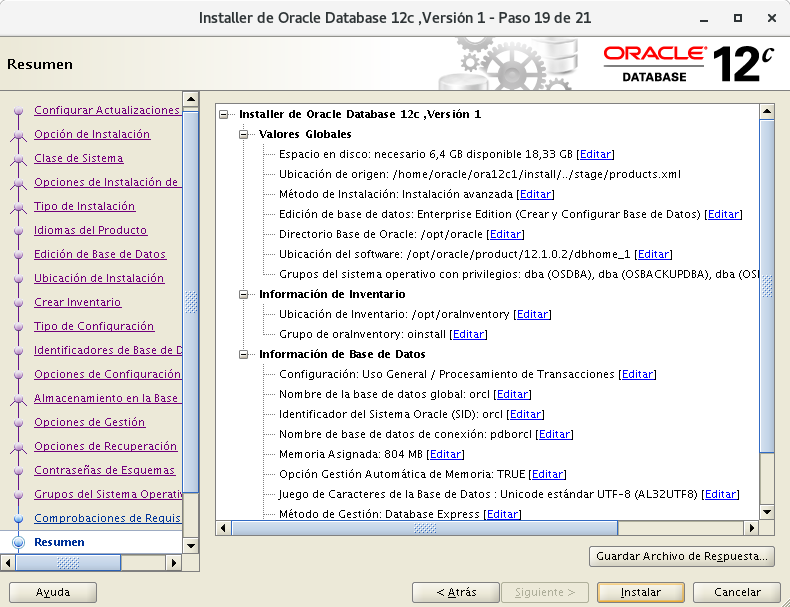 Installer de Oracle Database 12c ,Versión 1 - Paso 19 de 21
Resumen
ORACLE®
DATABASE
12c
Configurar Actualizaciones
Opción de Instalación
Clase de Sistema
Opciones de Instalación de
Tipo de Instalación
Idiomas del Producto
Edición de Base de Datos
Ubicación de Instalación
Crear Inventario
Tipo de Configuración
Identificadores de Base de D
Opciones de Configuración
Almacenamiento en la Base
Opciones de Gestión
Opciones de Recuperación
Contraseñas de Esquemas
Grupos del Sistema Operativ
Comprobaciones de Requis
Resumen
Installer de Oracle Database 12c ,Versión 1
Valores Globales
Espacio en disco: necesario 6,4 GB disponible 18,33 GB [Editar]
Ubicación de origen: /home/oracle/ora12c1/install/../stage/products.xml
Método de Instalación: Instalación avanzada [Editar]
Edición de base de datos: Enterprise Edition (Crear y Configurar Base de Datos) [Editar]
Directorio Base de Oracle: /opt/oracle [Editar]
Ubicación del software: /opt/oracle/product/12.1.0.2/dbhome_1 [Editar]
Grupos del sistema operativo con privilegios: dba (OSDBA), dba (OSBACKUPDBA), dba (OSI
Información de Inventario
Ubicación de Inventario: /opt/oraInventory [Editar]
Grupo de oraInventory: oinstall [Editar]
Información de Base de Datos
Configuración: Uso General / Procesamiento de Transacciones [Editar]
Nombre de la base de datos global: orcl [Editar]
Identificador del Sistema Oracle (SID): orcl [Editar]
Nombre de base de datos de conexión: pdborcl [Editar]
Memoria Asignada: 804 MB [Editar]
Opción Gestión Automática de Memoria: TRUE [Editar]
Juego de Caracteres de la Base de Datos : Unicode estándar UTF-8 (AL32UTF8) [Editar]
Método de Gestión: Database Express [Editar]
Guardar Archivo de Respuesta...
Ayuda
< Atrás
Siguiente >
Instalar
Cancelar